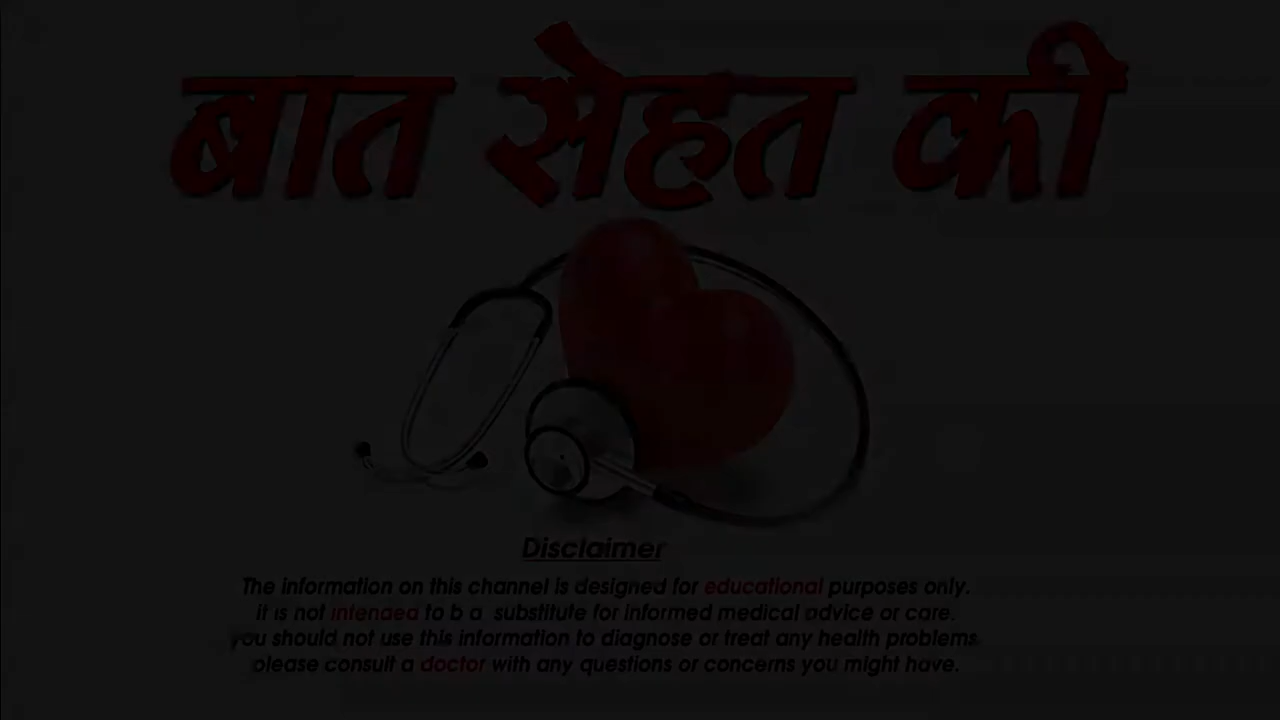 बात सेहत की
Disclaimer
The information on this channel is designed for educational purposes only.
it is not intended to b a substitute for informed medical advice or care.
you should not use this information to diagnose or treat any health problems
please consult a doctor with any questions or concerns you might have.